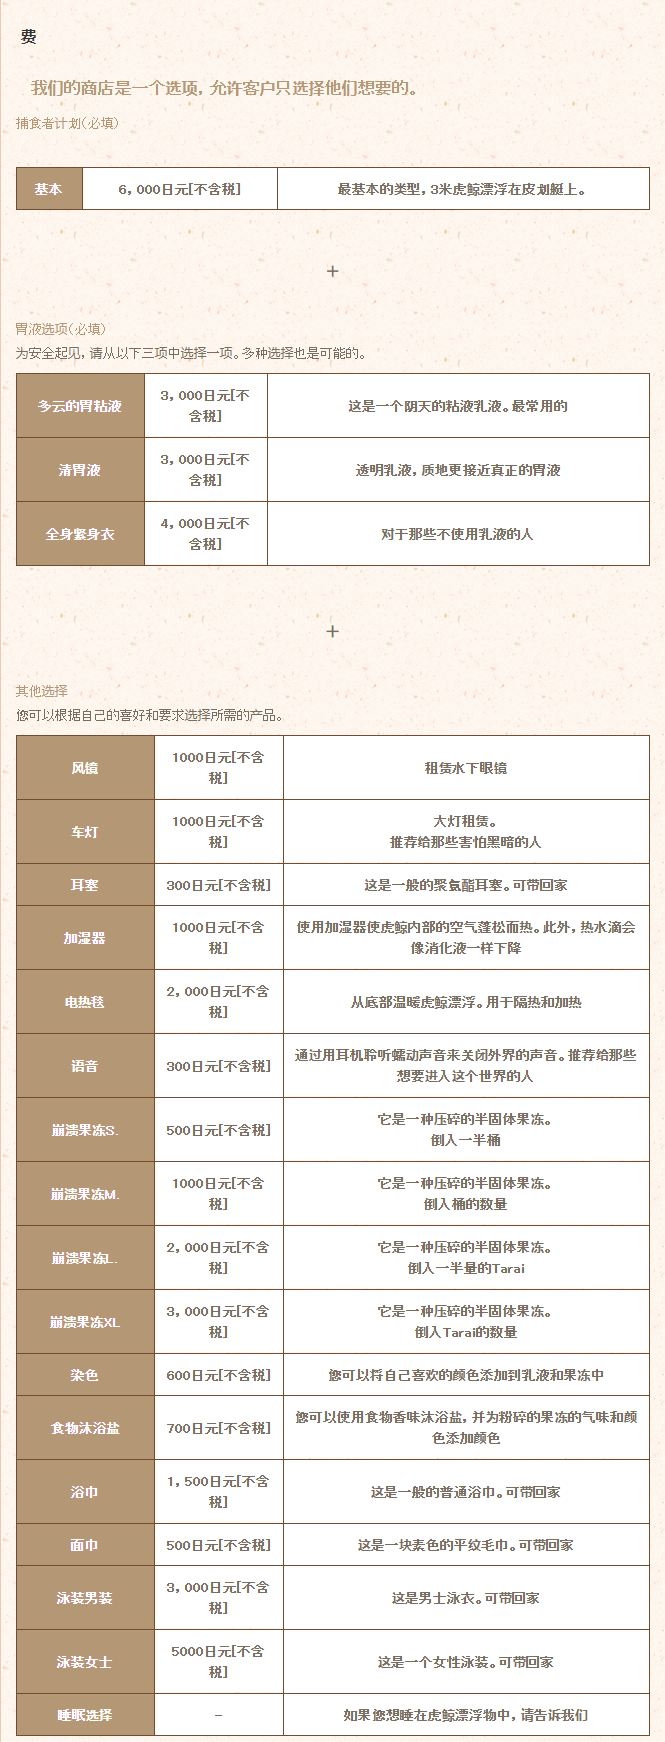 费
我们的商店是一个选项，允许客户只选择他们想要的。
捕食者计划（必填）
基本
6，000日元[不含税]
最基本的类型，3米虎鲸漂浮在皮划艇上。
+
胃液选项（必填）
为安全起见，请从以下三项中选择一项。多种选择也是可能的。
多云的胃粘液
3，000日元[不
含税]
这是一个阴天的粘液乳液。最常用的
清胃液
3，000日元[不
含税]
透明乳液，质地更接近真正的胃液
全身紧身衣
4，000日元[不
含税]
对于那些不使用乳液的人
+
其他选择
您可以根据自己的喜好和要求选择所需的产品。
风镜
1000日元[不含
税]
租赁水下眼镜
车灯
1000日元[不含
税]
大灯租赁。
推荐给那些害怕黑暗的人
耳塞
300日元[不含税]
这是一般的聚氨酯耳塞。可带回家
加湿器
1000日元[不含
税]
使用加湿器使虎鲸内部的空气蓬松而热。此外，热水滴会
像消化液一样下降
电热毯
2，000日元[不含
税]
从底部温暖虎鲸漂浮。用于隔热和加热
语音
300日元[不含税]
通过用耳机聆听蠕动声音来关闭外界的声音。推荐给那些
想要进入这个世界的人
崩溃果冻S.
500日元[不含税]
它是一种压碎的半固体果冻。
倒入一半桶
崩溃果冻M.
1000日元[不含
税]
它是一种压碎的半固体果冻。
倒入桶的数量
崩溃果冻L.
2，000日元[不含
税]
它是一种压碎的半固体果冻。
倒入一半量的Tarai
崩溃果冻XL
3，000日元[不含
税]
它是一种压碎的半固体果冻。
倒入Tarai的数量
染色
600日元[不含税]
您可以将自己喜欢的颜色添加到乳液和果冻中
食物沐浴盐
700日元[不含税]
您可以使用食物香味沐浴盐，并为粉碎的果冻的气味和颜
色添加颜色
浴巾
1，500日元[不含
税]
这是一般的普通浴巾。可带回家
面巾
500日元[不含税]
这是一块素色的平纹毛巾。可带回家
泳装男装
3，000日元[不含
税]
这是男士泳衣。可带回家
泳装女士
5000日元[不含
税]
这是一个女性泳装。可带回家
睡眠选择
–
如果您想睡在虎鲸漂浮物中，请告诉我们